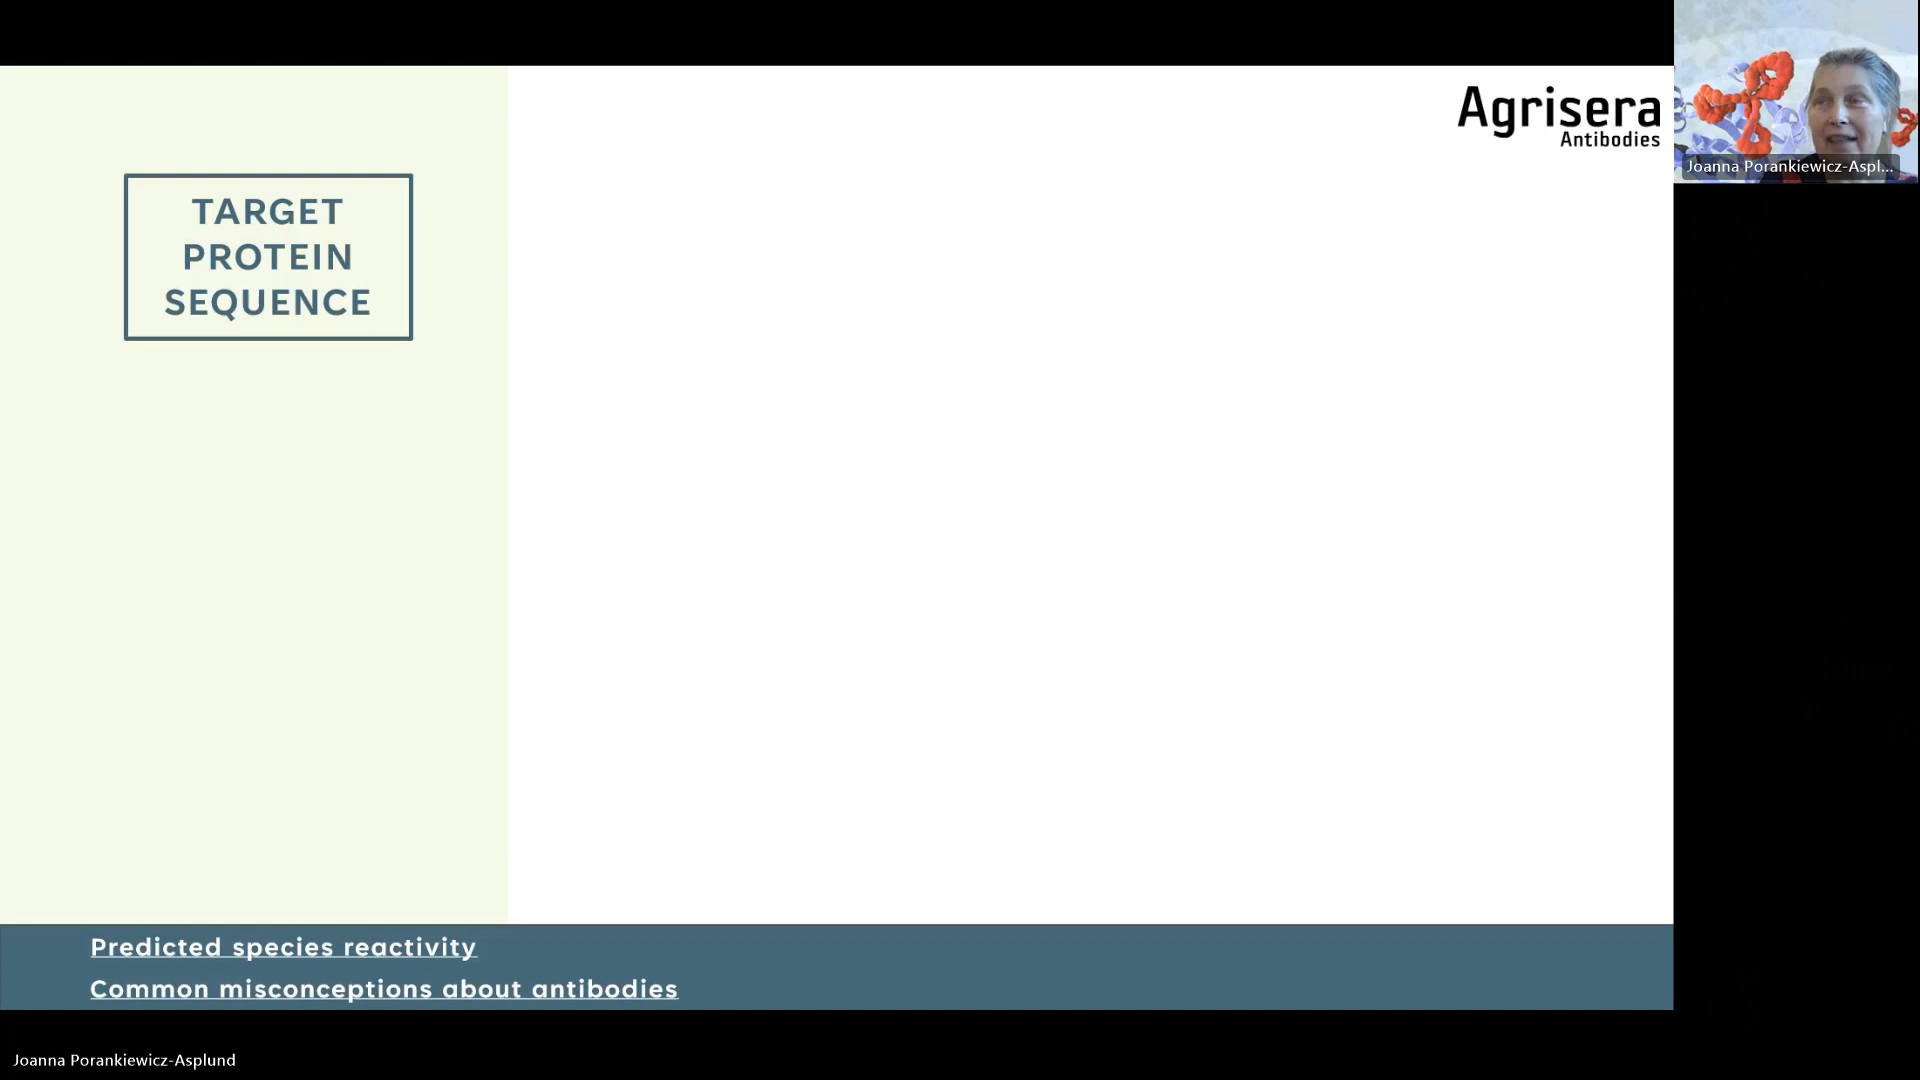 Agrisera
Antibodies
Joanna Porankiewicz-Aspl...
TARGET
PROTEIN
SEQUENCE
Predicted species reactivity
Common misconceptions about antibodies
Joanna Porankiewicz-Asplund